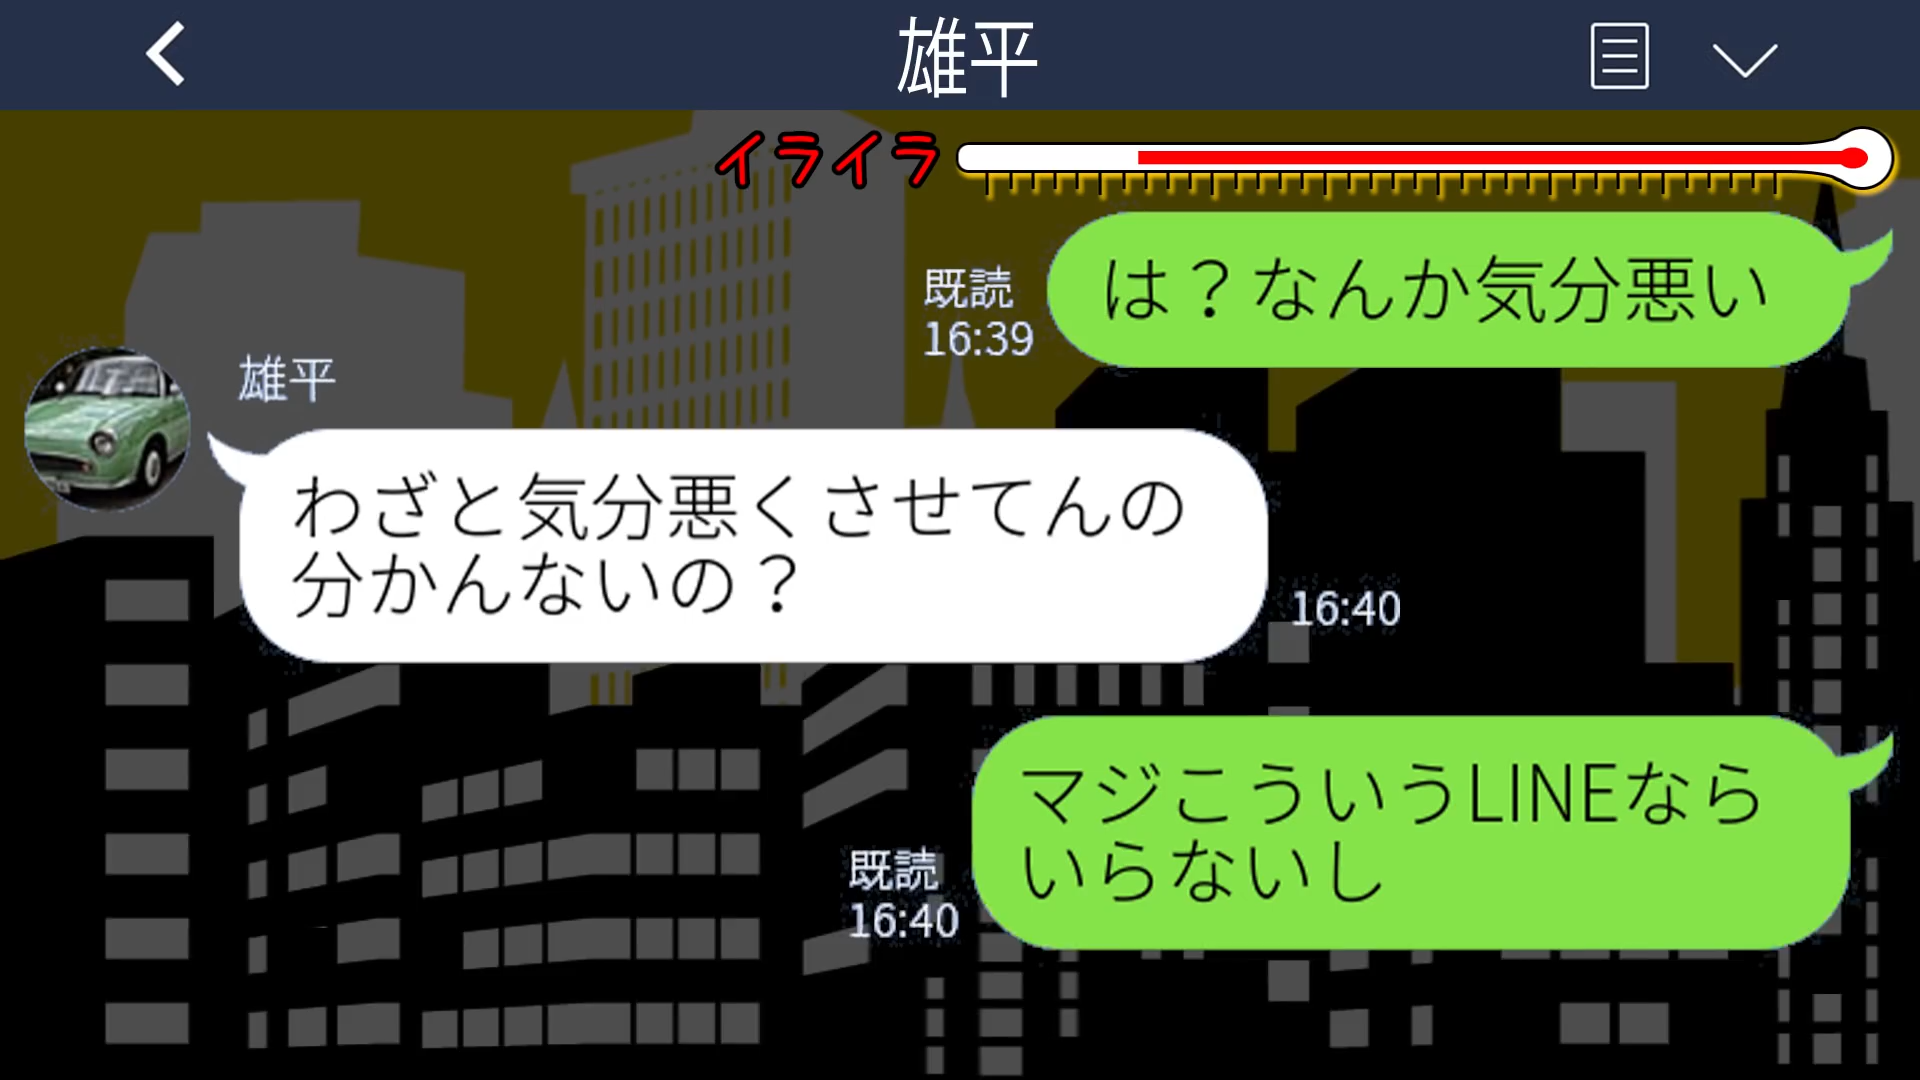 雄平
イライラ
は？なんか気分悪い
既読
16:39
雄平
わざと気分悪くさせてんの
分かんないの？
16:40
マジこういうLINEなら
いらないし
既読
16:40